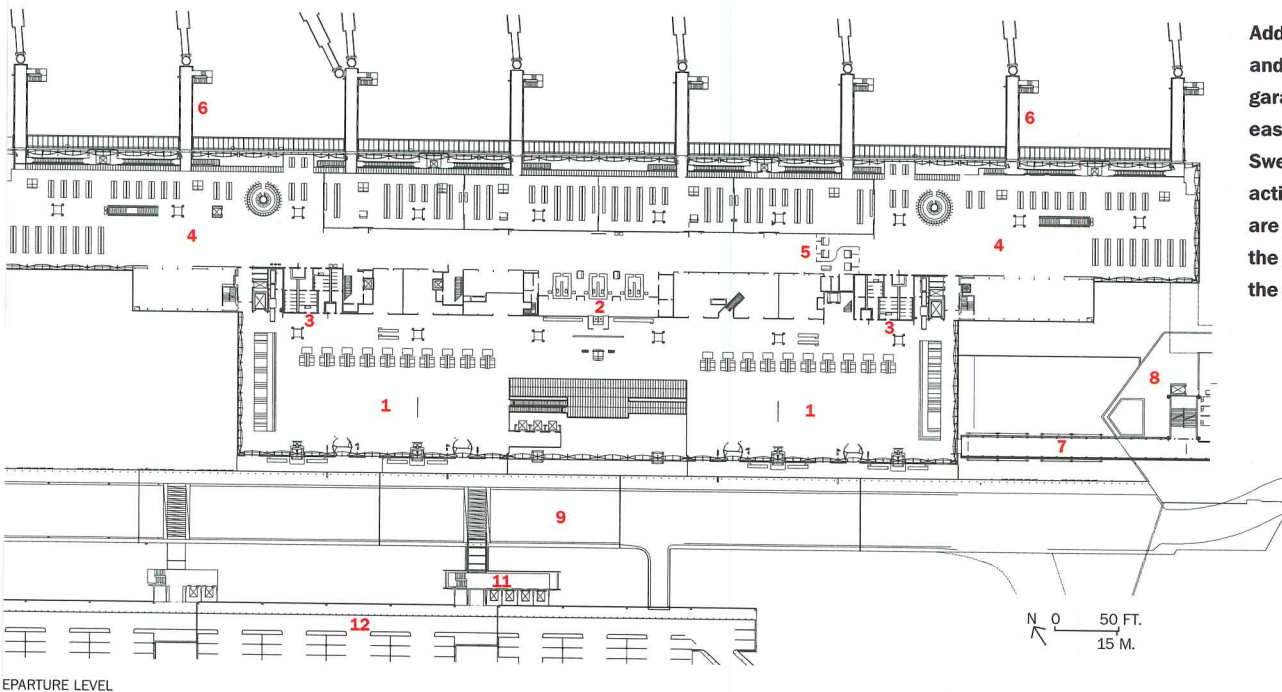 6
6
4
5
4
2
3
3
8
1
1
7
9
11
12
N 0 50 FT.
15 M.
EPARTURE LEVEL
Add
and
gara
eas
Swe
acti
are
the
the